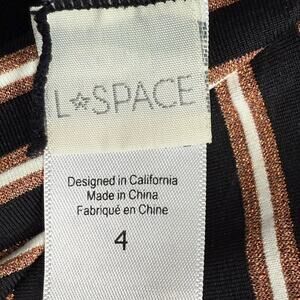 L☆SPACE
Designed in California
Made in China
Fabriqué en Chine
4